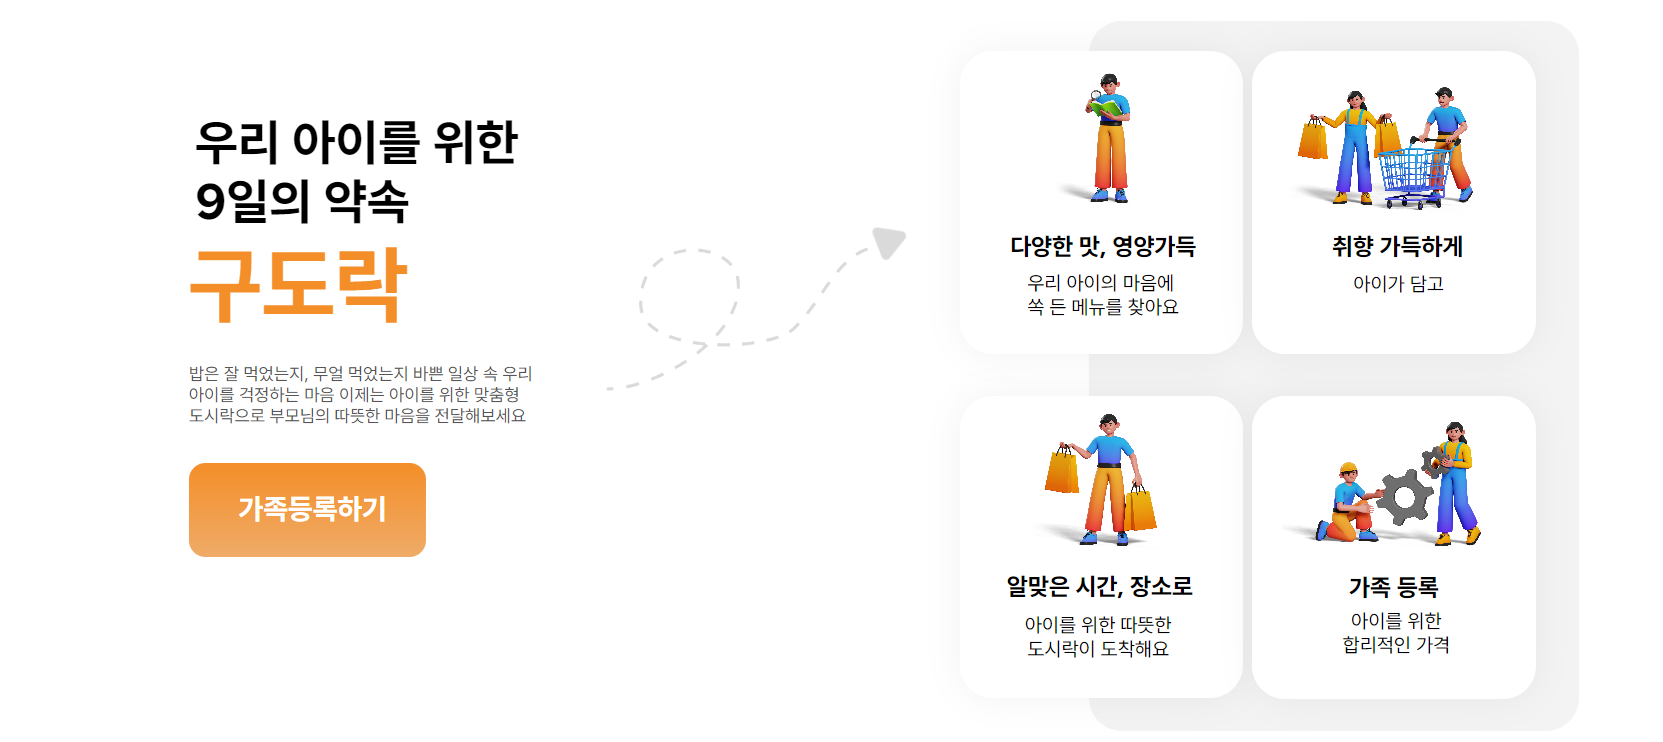 우리 아이를 위한
9일의 약속
구도락
밥은 잘 먹었는지, 무얼 먹었는지 바쁜 일상 속 우리
아이를 걱정하는 마음 이제는 아이를 위한 맞춤형
도시락으로 부모님의 따뜻한 마음을 전달해보세요
가족등록하기
다양한 맛, 영양가득
우리 아이의 마음에
쏙 든 메뉴를 찾아요
취향 가득하게
아이가 담고
알맞은 시간, 장소로
아이를 위한 따뜻한
도시락이 도착해요
가족 등록
아이를 위한
합리적인 가격